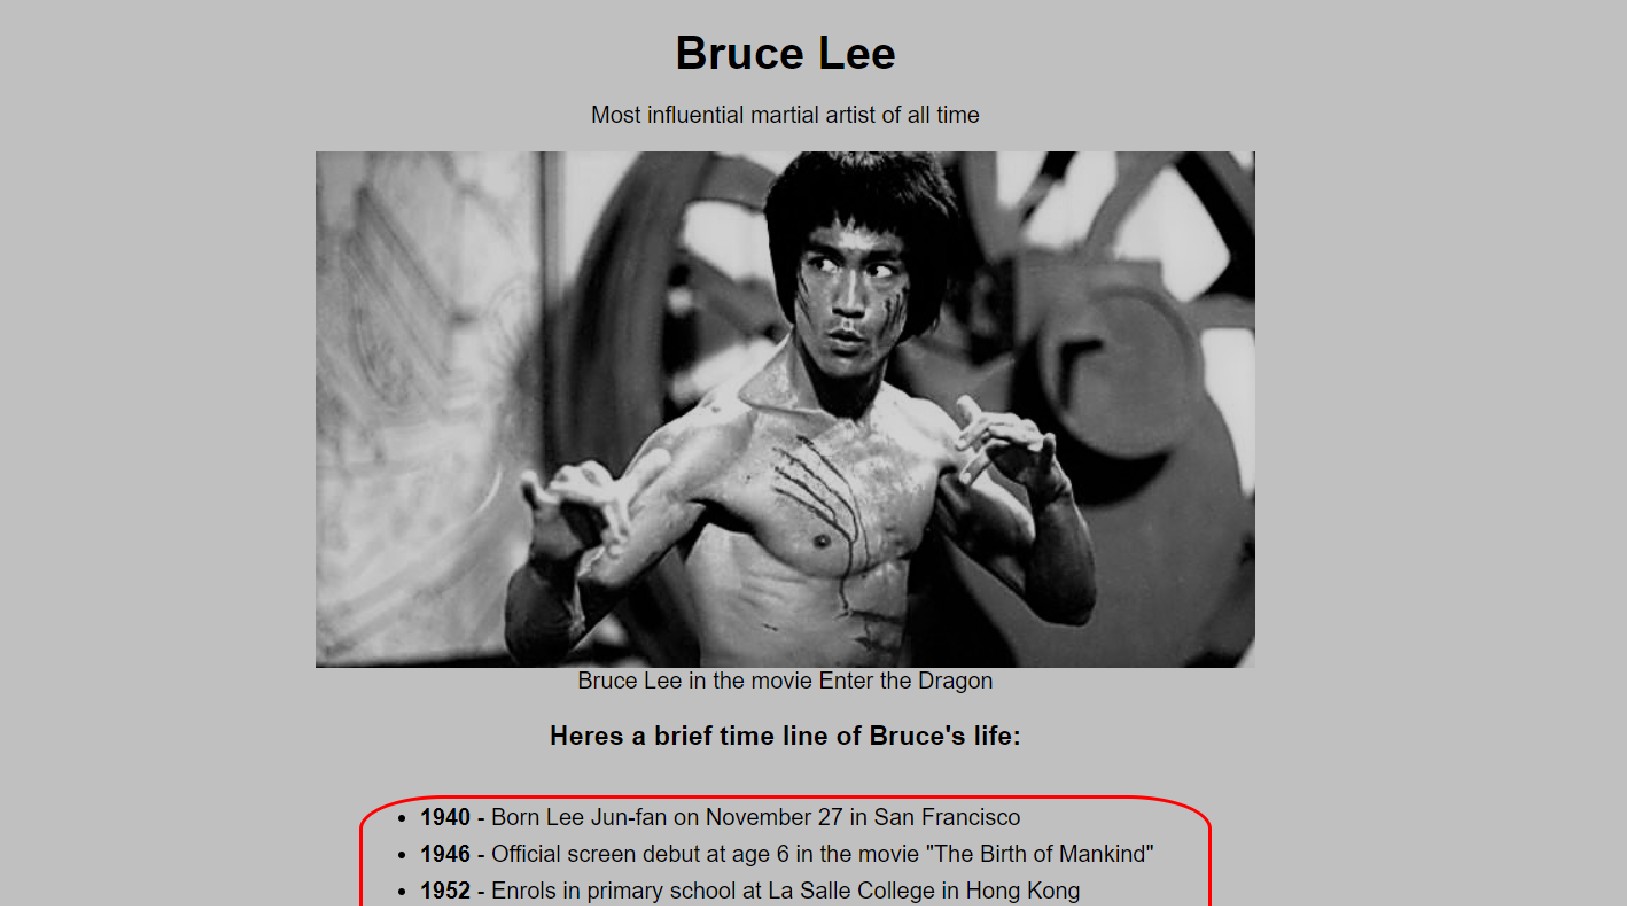 Bruce Lee
Most influential martial artist of all time
Bruce Lee in the movie Enter the Dragon
Heres a brief time line of Bruce's life:
• 1940 - Born Lee Jun-fan on November 27 in San Francisco
• 1946 - Official screen debut at age 6 in the movie "The Birth of Mankind"
• 1952 - Enrols in primary school at La Salle College in Hong Kong